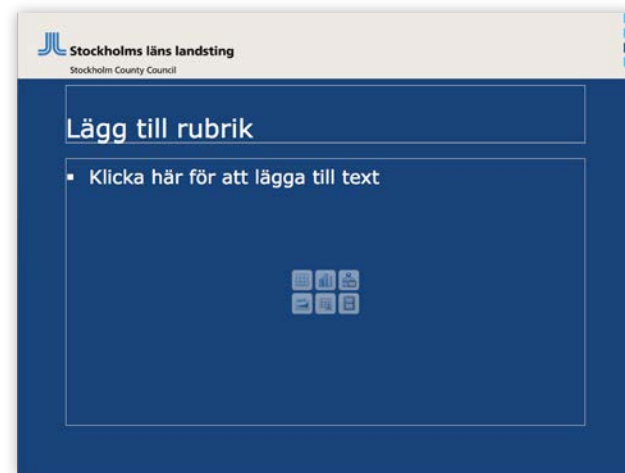 Stockholms läns landsting
Stockholm County Council
Lägg till rubrik
▪ Klicka här för att lägga till text